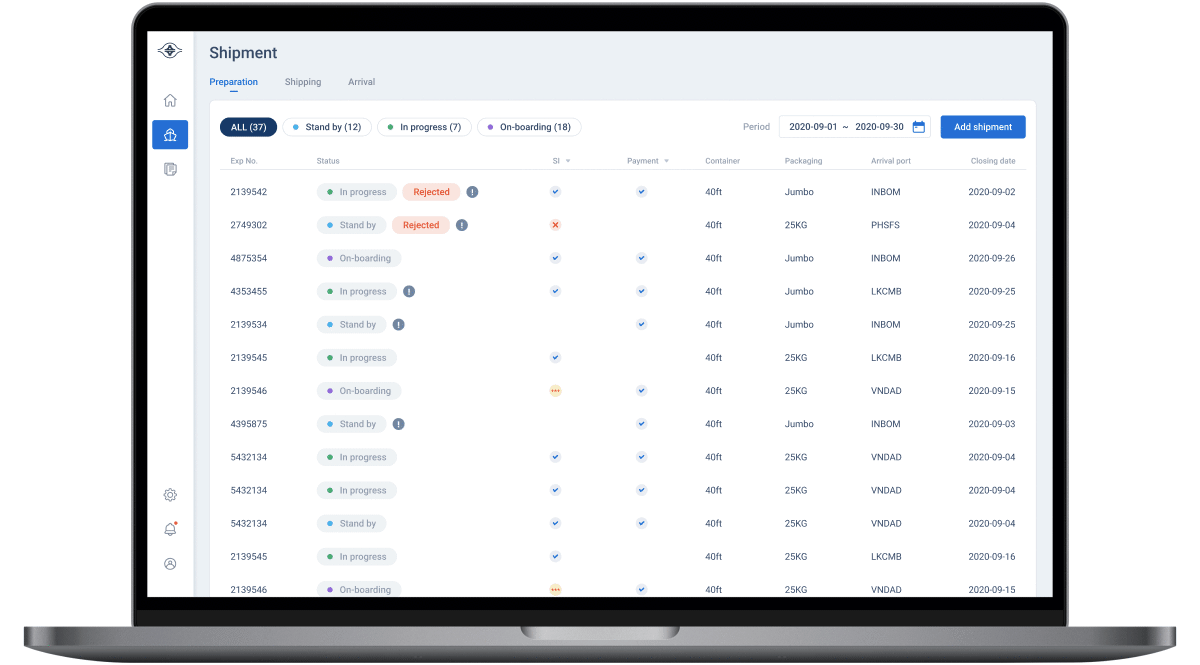 Shipment
Preparation Shipping Arrival
ALL (37) Stand by (12) In progress (7) On-boarding (18) Period 2020-09-01 ~ 2020-09-30 Add shipment
Exp No. Status SI Payment Container Packaging Arrival port Closing date
2139542 In progress Rejected ! 40ft Jumbo INBOM 2020-09-02
2749302 Stand by Rejected ! 40ft 25KG PHSFS 2020-09-04
4875354 On-boarding 40ft Jumbo INBOM 2020-09-26
4353455 In progress ! 40ft Jumbo LKCMB 2020-09-25
2139534 Stand by ! 40ft Jumbo INBOM 2020-09-25
2139545 In progress 40ft 25KG LKCMB 2020-09-16
2139546 On-boarding 40ft 25KG VNDAD 2020-09-15
4395875 Stand by ! 40ft Jumbo INBOM 2020-09-03
5432134 In progress 40ft 25KG VNDAD 2020-09-04
5432134 In progress 40ft 25KG VNDAD 2020-09-04
5432134 Stand by 40ft 25KG VNDAD 2020-09-04
2139545 In progress 40ft 25KG LKCMB 2020-09-16
2139546 On-boarding 40ft 25KG VNDAD 2020-09-15